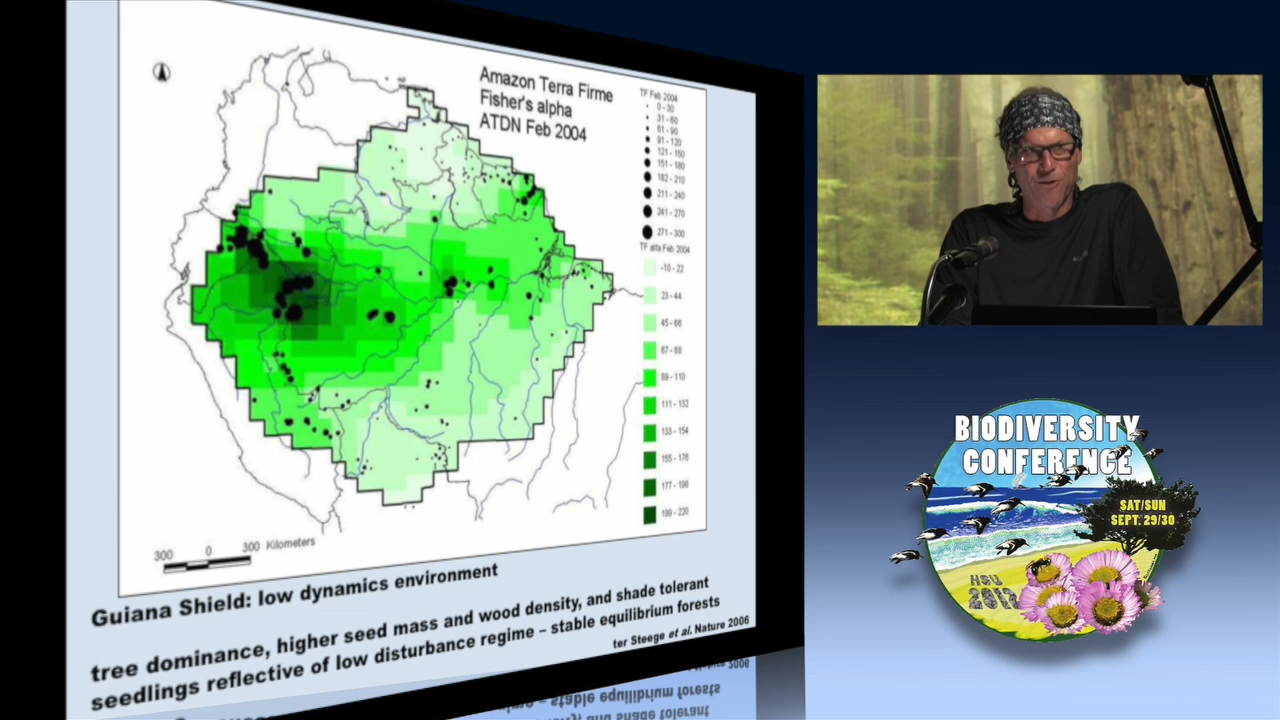 Amazon Terra Firme
Fisher's alpha
ATDN Feb 2004
TF Feb 2004
0 - 30
31 - 60
61 - 90
91 - 120
121 - 150
151 - 180
182 - 210
211 - 240
241 - 270
271 - 300
TF alfa Feb 2004
-10 - 22
23 - 44
45 - 66
67 - 88
89 - 110
111 - 132
133 - 154
155 - 176
177 - 198
199 - 220
300 0 300 Kilometers
Guiana Shield: low dynamics environment
tree dominance, higher seed mass and wood density, and shade tolerant
seedlings reflective of low disturbance regime – stable equilibrium forests
ter Steege et al. Nature 2006
BIODIVERSITY
CONFERENCE
SAT/SUN
SEPT. 29/30
HSU
2012